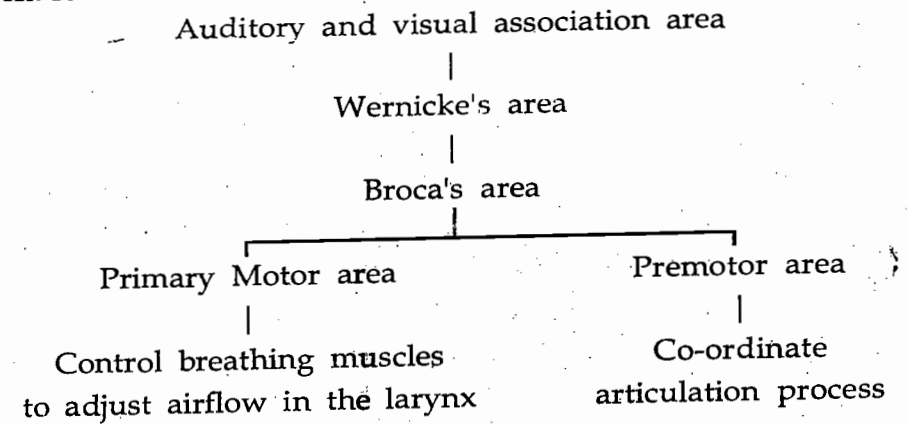 Auditory and visual association area
Wernicke's area
Broca's area
Primary Motor area
Premotor area
Control breathing muscles
to adjust airflow in the larynx
Co-ordinate
articulation process